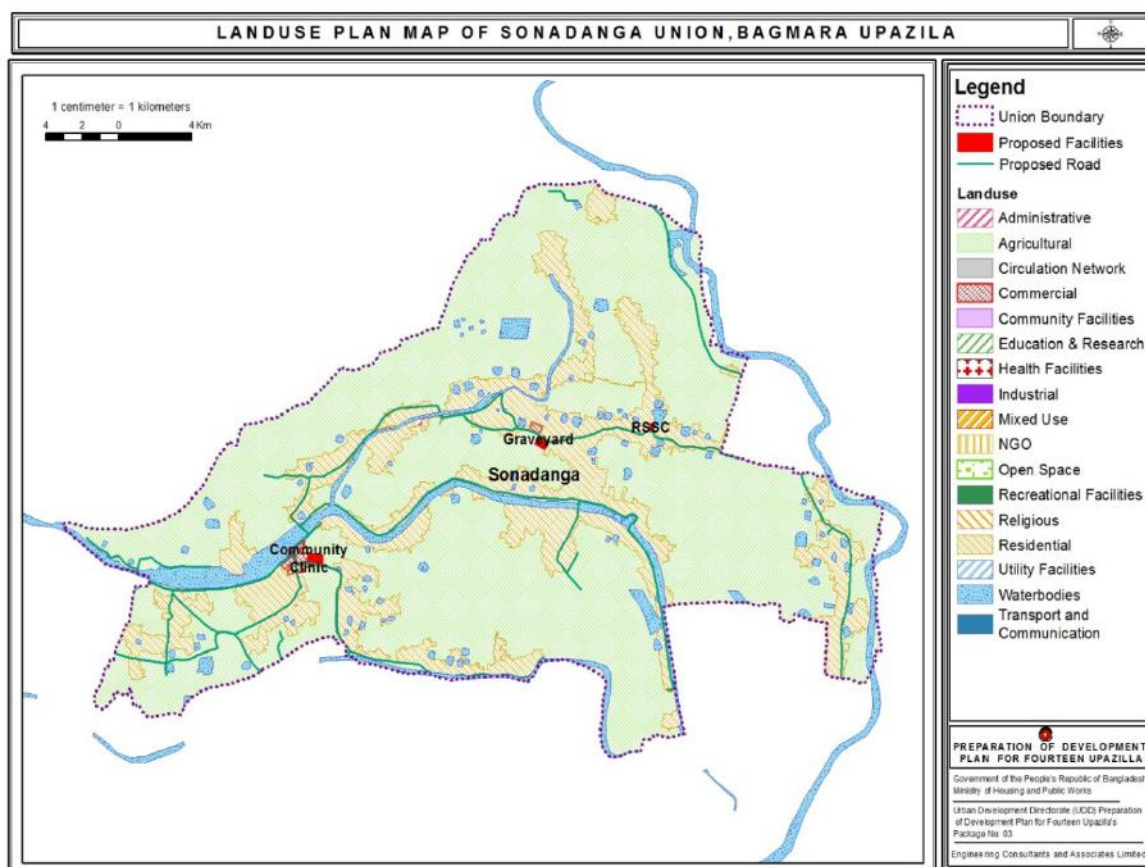 LANDUSE PLAN MAP OF SONADANGA UNION,BAGMARA UPAZILA
1 centimeter = 1 kilometers
4 2 0 4 Km
Graveyard
RSSC
Sonadanga
Community
Clinic
Legend
Union Boundary
Proposed Facilities
Proposed Road
Landuse
Administrative
Agricultural
Circulation Network
Commercial
Community Facilities
Education & Research
Health Facilities
Industrial
Mixed Use
NGO
Open Space
Recreational Facilities
Religious
Residential
Utility Facilities
Waterbodies
Transport and
Communication
PREPARATION OF DEVELOPMENT
PLAN FOR FOURTEEN UPAZILLA
Government of the People's Republic of Bangladesh
Ministry of Housing and Public Works
Urban Development Directorate (UDD) Preparation
of Development Plan for Fourteen Upazila's
Package No: 03
Engineering Consultants and Associates Limited